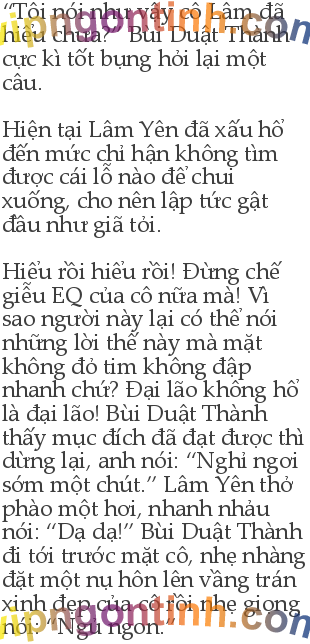 “Tôi nói như vậy cô Lâm đã
hiểu chưa?” Bùi Duật Thành
cực kì tốt bụng hỏi lại một
câu.
Hiện tại Lâm Yên đã xấu hổ
đến mức chỉ hận không tìm
được cái lỗ nào để chui
xuống, cho nên lập tức gật
đầu như giã tỏi.
Hiểu rồi hiểu rồi! Đừng chế
giễu EQ của cô nữa mà! Vì
sao người này lại có thể nói
những lời thế này mà mặt
không đỏ tim không đập
nhanh chứ? Đại lão không hổ
là đại lão! Bùi Duật Thành
thấy mục đích đã đạt được thì
dừng lại, anh nói: “Nghỉ ngơi
sớm một chút.” Lâm Yên thở
phào một hơi, nhanh nhảu
nói: “Dạ dạ!” Bùi Duật Thành
đi tới trước mặt cô, nhẹ nhàng
đặt một nụ hôn lên vầng trán
xinh đẹp của cô rồi nhẹ giọng
nói: “Ngủ ngon.”
vipngontinh.com
vipngontinh.com